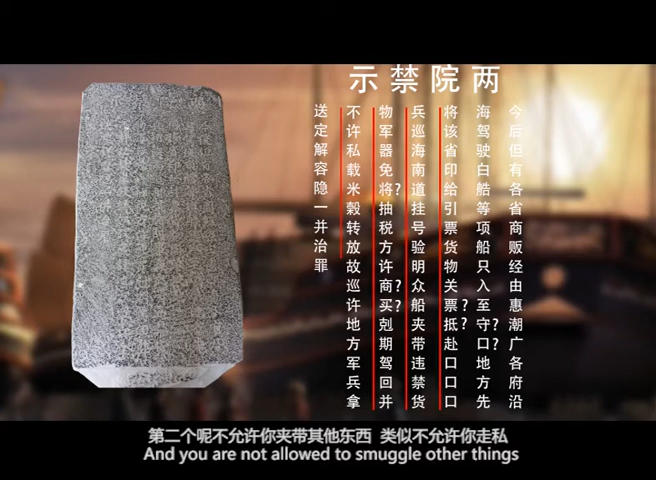 两院禁示
今后但有各省商贩经由惠潮广各府沿
海驾驶白皓等项船只入至守?口?地方先
将该省印给引票货物关票?抵?赴口口口
兵巡海南道挂号验明众船夹带违禁货
物军器免将?抽税方许商?买?剋期驾回并
不许私载米榖转放故巡许地方军兵拿
送定解容隐一并治罪
第二个呢不允许你夹带其他东西 类似不允许你走私
And you are not allowed to smuggle other things